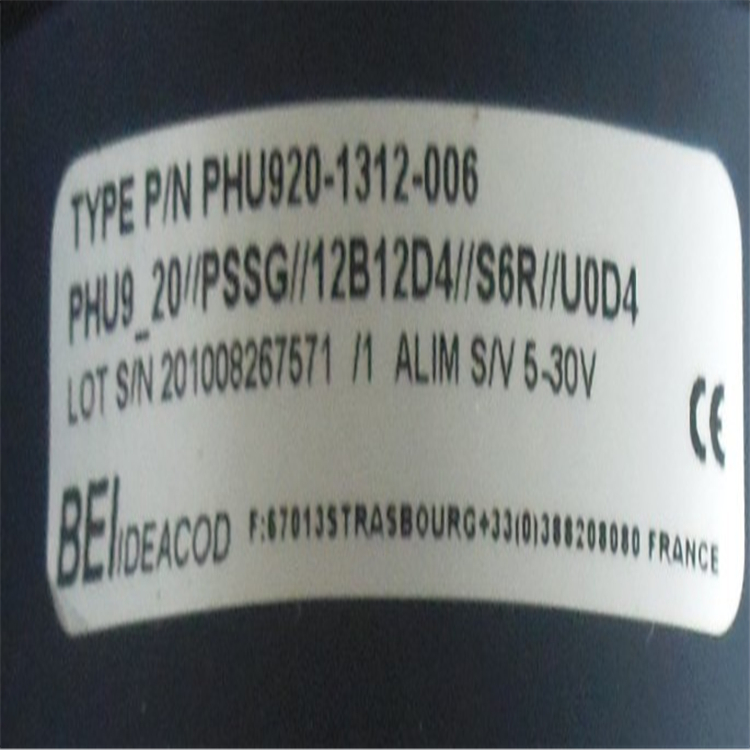 TYPE P/N PHU920-1312-006
PHU9_20//PSSG//12B12D4//S6R//U0D4
LOT S/N 201008267571 /1 ALIM S/V 5-30V
CE
BEI IDEACOD F:67013STRASBOURG+33(0)388208080 FRANCE